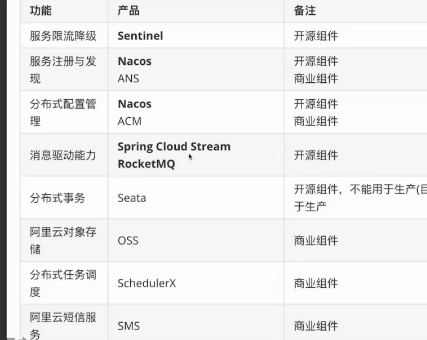 功能 产品 备注
服务限流降级 Sentinel 开源组件
服务注册与发 Nacos 开源组件
现 ANS 商业组件
分布式配置管 Nacos 开源组件
理 ACM 商业组件
消息驱动能力 Spring Cloud Stream 开源组件
RocketMQ
分布式事务 Seata 开源组件，不能用于生产(目
于生产
阿里云对象存 OSS 商业组件
储
分布式任务调 SchedulerX 商业组件
度
阿里云短信服 SMS 商业组件
务